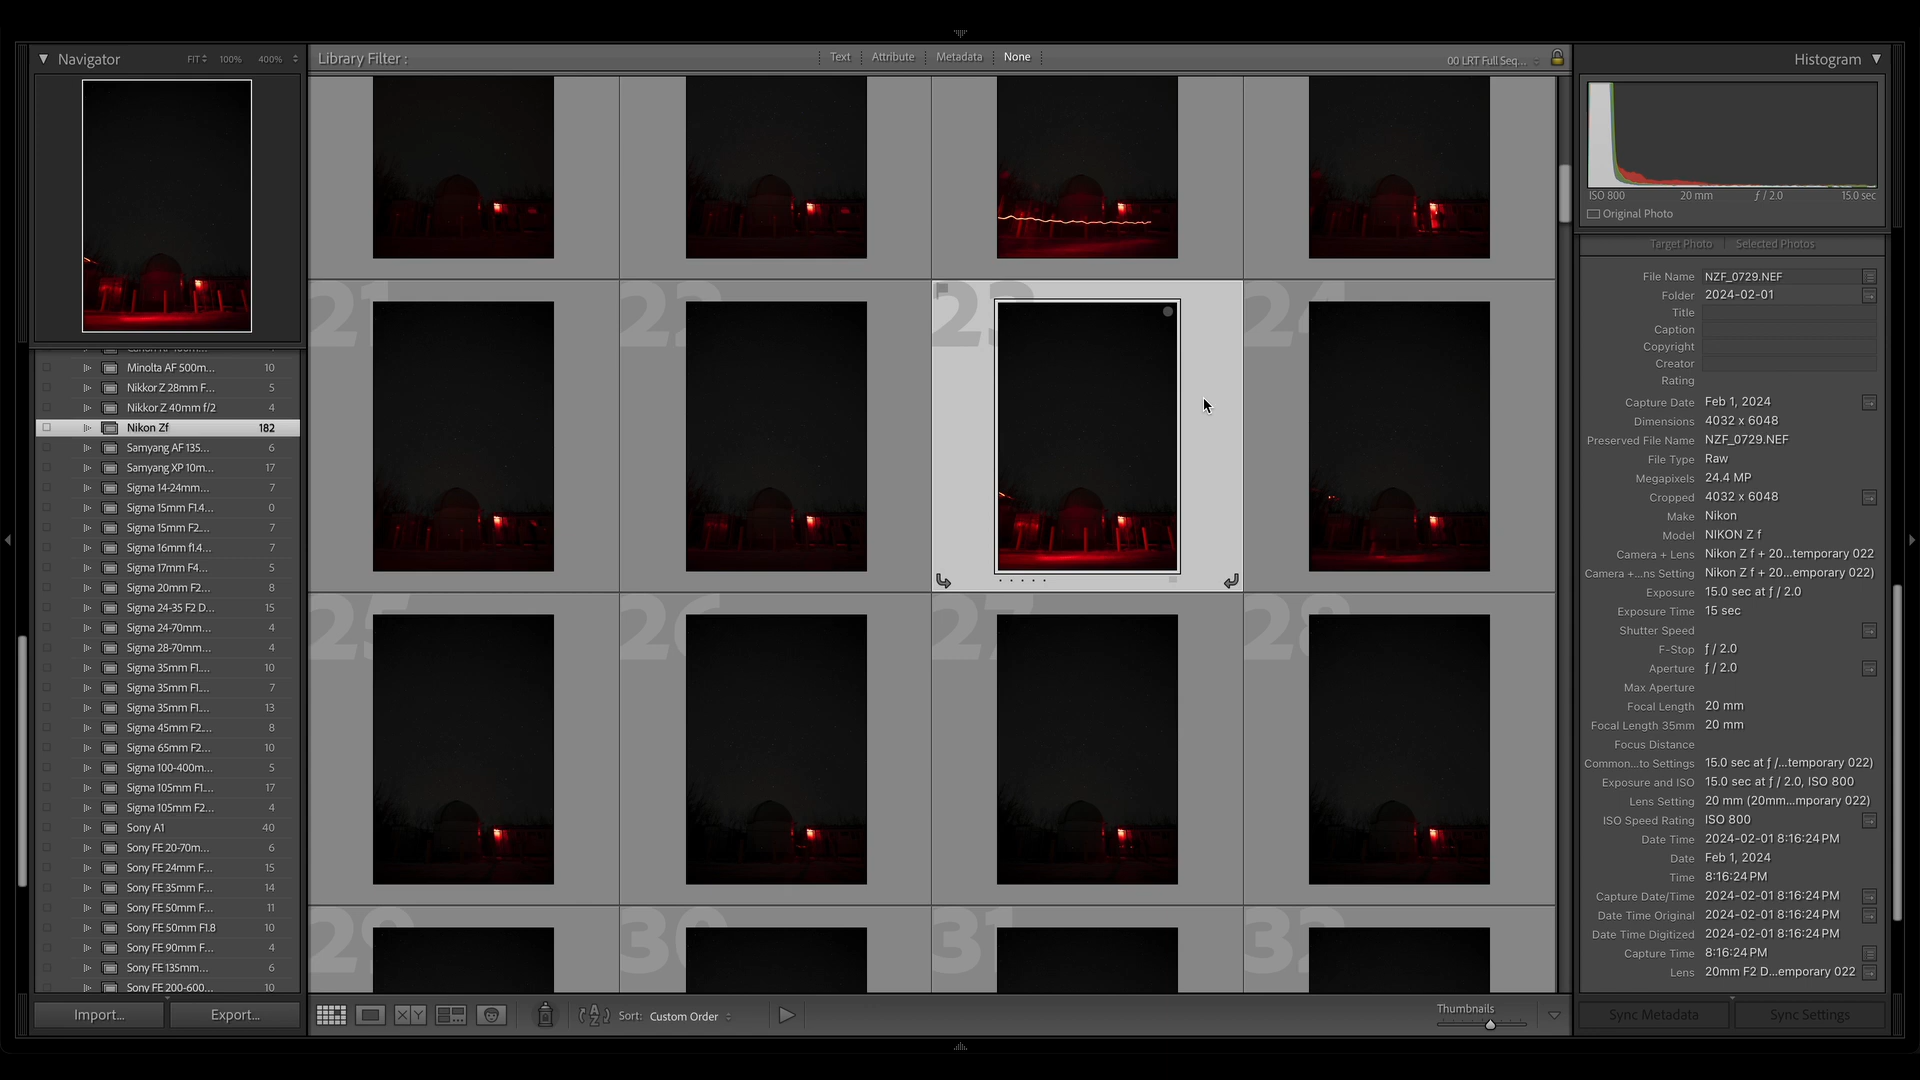 Navigator
FIT
100%
400%
Minolta AF 500m... 10
Nikkor Z 28mm F... 5
Nikkor Z 40mm f/2 4
Nikon Zf 182
Samyang AF 135... 6
Samyang XP 10m... 17
Sigma 14-24mm... 7
Sigma 15mm F1.4... 0
Sigma 15mm F2.... 7
Sigma 16mm f1.4... 7
Sigma 17mm F4... 5
Sigma 20mm F2... 8
Sigma 24-35 F2 D... 15
Sigma 24-70mm... 4
Sigma 28-70mm... 4
Sigma 35mm F1.... 10
Sigma 35mm F1.... 7
Sigma 35mm F1.... 13
Sigma 45mm F2... 8
Sigma 65mm F2... 10
Sigma 100-400m... 5
Sigma 105mm F1.... 17
Sigma 105mm F2... 4
Sony A1 40
Sony FE 20-70m... 6
Sony FE 24mm F... 15
Sony FE 35mm F... 14
Sony FE 50mm F... 11
Sony FE 50mm F1.8 10
Sony FE 90mm F... 4
Sony FE 135mm... 6
Sony FE 200-600... 10
Import...
Export...
Library Filter :
Text
Attribute
Metadata
None
00 LRT Full Seq...
21
22
23
24
25
26
27
28
29
30
31
32
XY
Sort: Custom Order
Thumbnails
Histogram
ISO 800
20 mm
ƒ / 2.0
15.0 sec
Original Photo
Target Photo
Selected Photos
File Name NZF_0729.NEF
Folder 2024-02-01
Title
Caption
Copyright
Creator
Rating
Capture Date Feb 1, 2024
Dimensions 4032 x 6048
Preserved File Name NZF_0729.NEF
File Type Raw
Megapixels 24.4 MP
Cropped 4032 x 6048
Make Nikon
Model NIKON Z f
Camera + Lens Nikon Z f + 20...temporary 022
Camera +...ns Setting Nikon Z f + 20...emporary 022)
Exposure 15.0 sec at ƒ / 2.0
Exposure Time 15 sec
Shutter Speed
F-Stop ƒ / 2.0
Aperture ƒ / 2.0
Max Aperture
Focal Length 20 mm
Focal Length 35mm 20 mm
Focus Distance
Common...to Settings 15.0 sec at ƒ /...temporary 022)
Exposure and ISO 15.0 sec at ƒ / 2.0, ISO 800
Lens Setting 20 mm (20mm...mporary 022)
ISO Speed Rating ISO 800
Date Time 2024-02-01 8:16:24 PM
Date Feb 1, 2024
Time 8:16:24 PM
Capture Date/Time 2024-02-01 8:16:24 PM
Date Time Original 2024-02-01 8:16:24 PM
Date Time Digitized 2024-02-01 8:16:24 PM
Capture Time 8:16:24 PM
Lens 20mm F2 D...emporary 022
Sync Metadata
Sync Settings